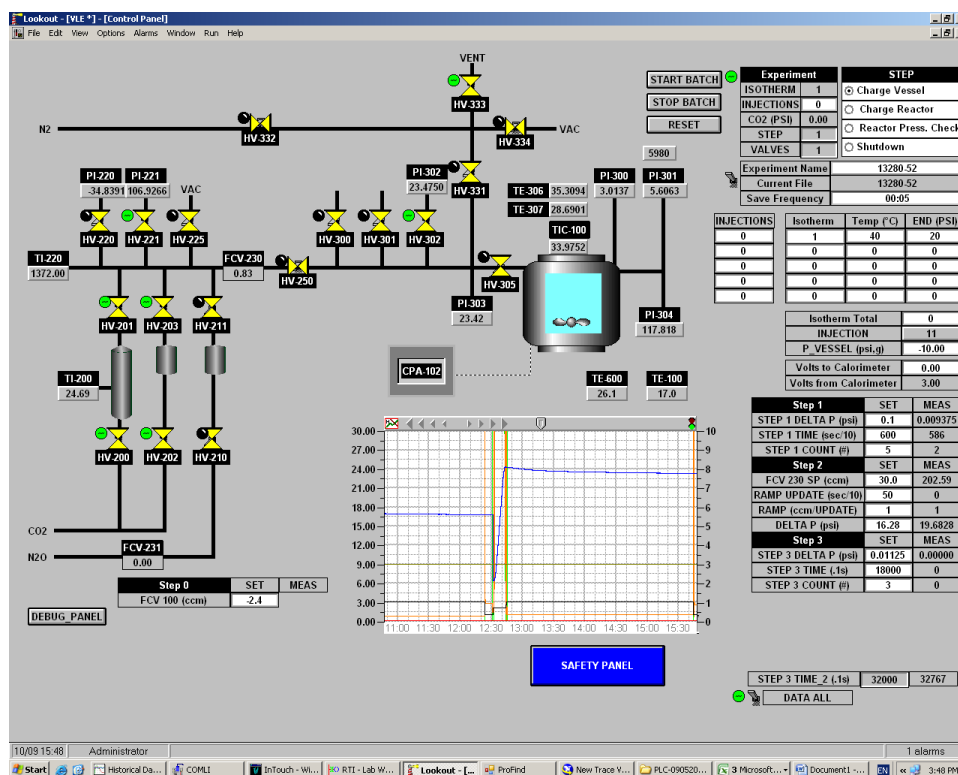 Lookout - [VLE *] - [Control Panel]
File Edit View Options Alarms Window Run Help
VENT
HV-333
N2
HV-332
HV-334
VAC
START BATCH
STOP BATCH
RESET
Experiment
ISOTHERM 1
INJECTIONS 0
CO2 (PSI) 0.00
STEP 1
VALVES 1
STEP
Charge Vessel
Charge Reactor
Reactor Press. Check
Shutdown
Experiment Name 13280-52
Current File 13280-52
Save Frequency 00:05
5980
PI-220 PI-221 VAC
-34.8391 106.9266
HV-220 HV-221 HV-225
PI-302
23.4750
HV-331
HV-300 HV-301 HV-302
TE-306 35.3094
TE-307 28.6901
TIC-100
33.9752
PI-300 PI-301
3.0137 5.6063
INJECTIONS
0
0
0
0
0
Isotherm Temp (°C) END (PSI)
1 40 20
0 0 0
0 0 0
0 0 0
0 0 0
TI-220
1372.00
FCV-230
0.83
HV-250
HV-305
PI-303
23.42
PI-304
117.818
HV-201 HV-203 HV-211
TI-200
24.69
HV-200 HV-202 HV-210
CPA-102
TE-600 TE-100
26.1 17.0
Isotherm Total 0
INJECTION 11
P_VESSEL (psi,g) -10.00
Volts to Calorimeter 0.00
Volts from Calorimeter 3.00
Step 1 SET MEAS
STEP 1 DELTA P (psi) 0.1 0.009375
STEP 1 TIME (sec/10) 600 586
STEP 1 COUNT (#) 5 2
Step 2 SET MEAS
FCV 230 SP (ccm) 30.0 202.59
RAMP UPDATE (sec/10) 50 0
RAMP (ccm/UPDATE) 1 1
DELTA P (psi) 16.28 19.6828
Step 3 SET MEAS
STEP 3 DELTA P (psi) 0.01125 0.00000
STEP 3 TIME (.1s) 18000 0
STEP 3 COUNT (#) 3 0
30.00 10
27.00 9
24.00 8
21.00 7
18.00 6
15.00 5
12.00 4
9.00 3
6.00 2
3.00 1
0.00 0
11:00 11:30 12:00 12:30 13:00 13:30 14:00 14:30 15:00 15:30
CO2
N2O
FCV-231
0.00
Step 0 SET MEAS
FCV 100 (ccm) -2.4
DEBUG_PANEL
SAFETY PANEL
STEP 3 TIME_2 (.1s) 32000 32767
DATA ALL
10/09 15:48 Administrator 1 alarms
Start Historical Da... COMLI InTouch - Wi... RTI - Lab W... Lookout - [... ProFind New Trace V... PLC-090520... 3 Microsoft... Document1 -... EN 3:48 PM